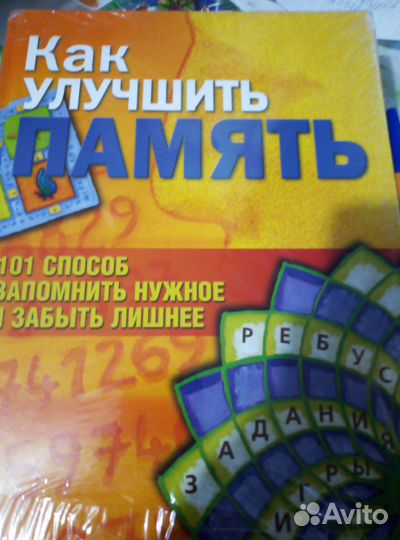 Как
УЛУЧШИТЬ
ПАМЯТЬ
101 СПОСОБ
ЗАПОМНИТЬ НУЖНОЕ
И ЗАБЫТЬ ЛИШНЕЕ
РЕБУС
ЗАДАНИЯ
ИГРЫ
Avito